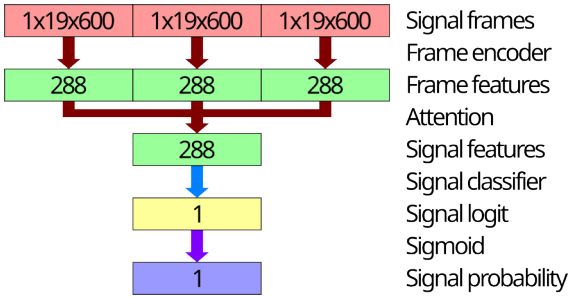 1x19x600 1x19x600 1x19x600 Signal frames
Frame encoder
288 288 288 Frame features
Attention
288 Signal features
Signal classifier
1 Signal logit
Sigmoid
1 Signal probability